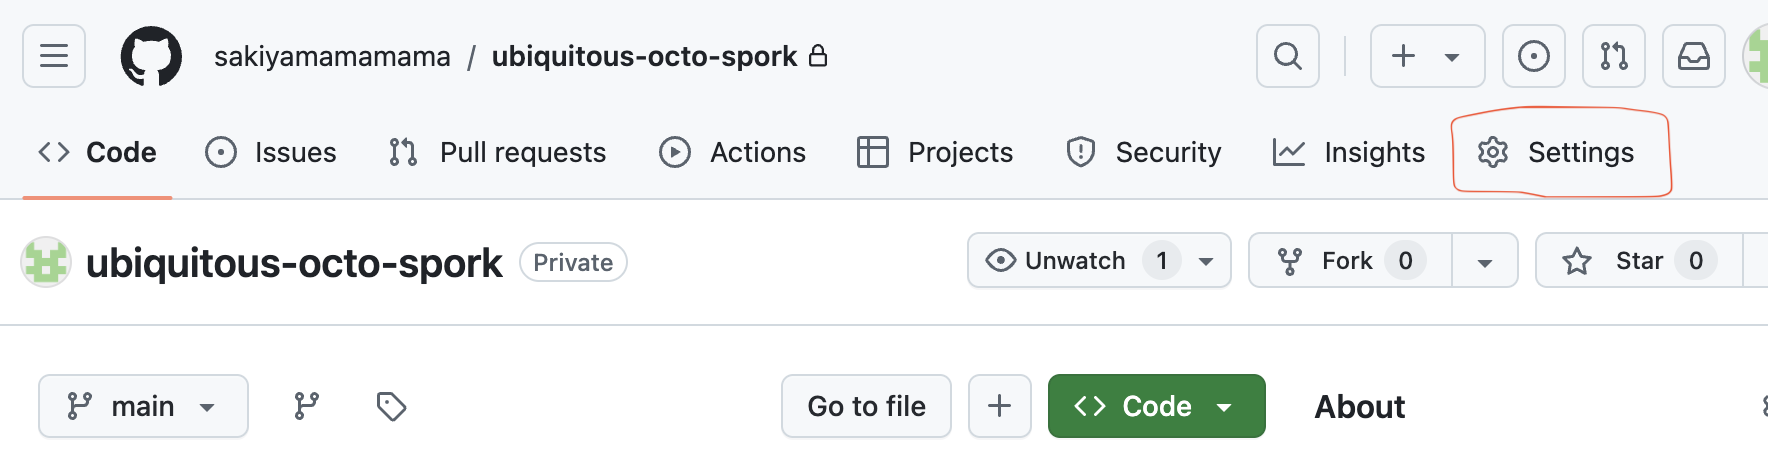 sakiyamamamama / ubiquitous-octo-spork
Code Issues Pull requests Actions Projects Security Insights Settings
ubiquitous-octo-spork Private Unwatch 1 Fork 0 Star 0
main Go to file Code About